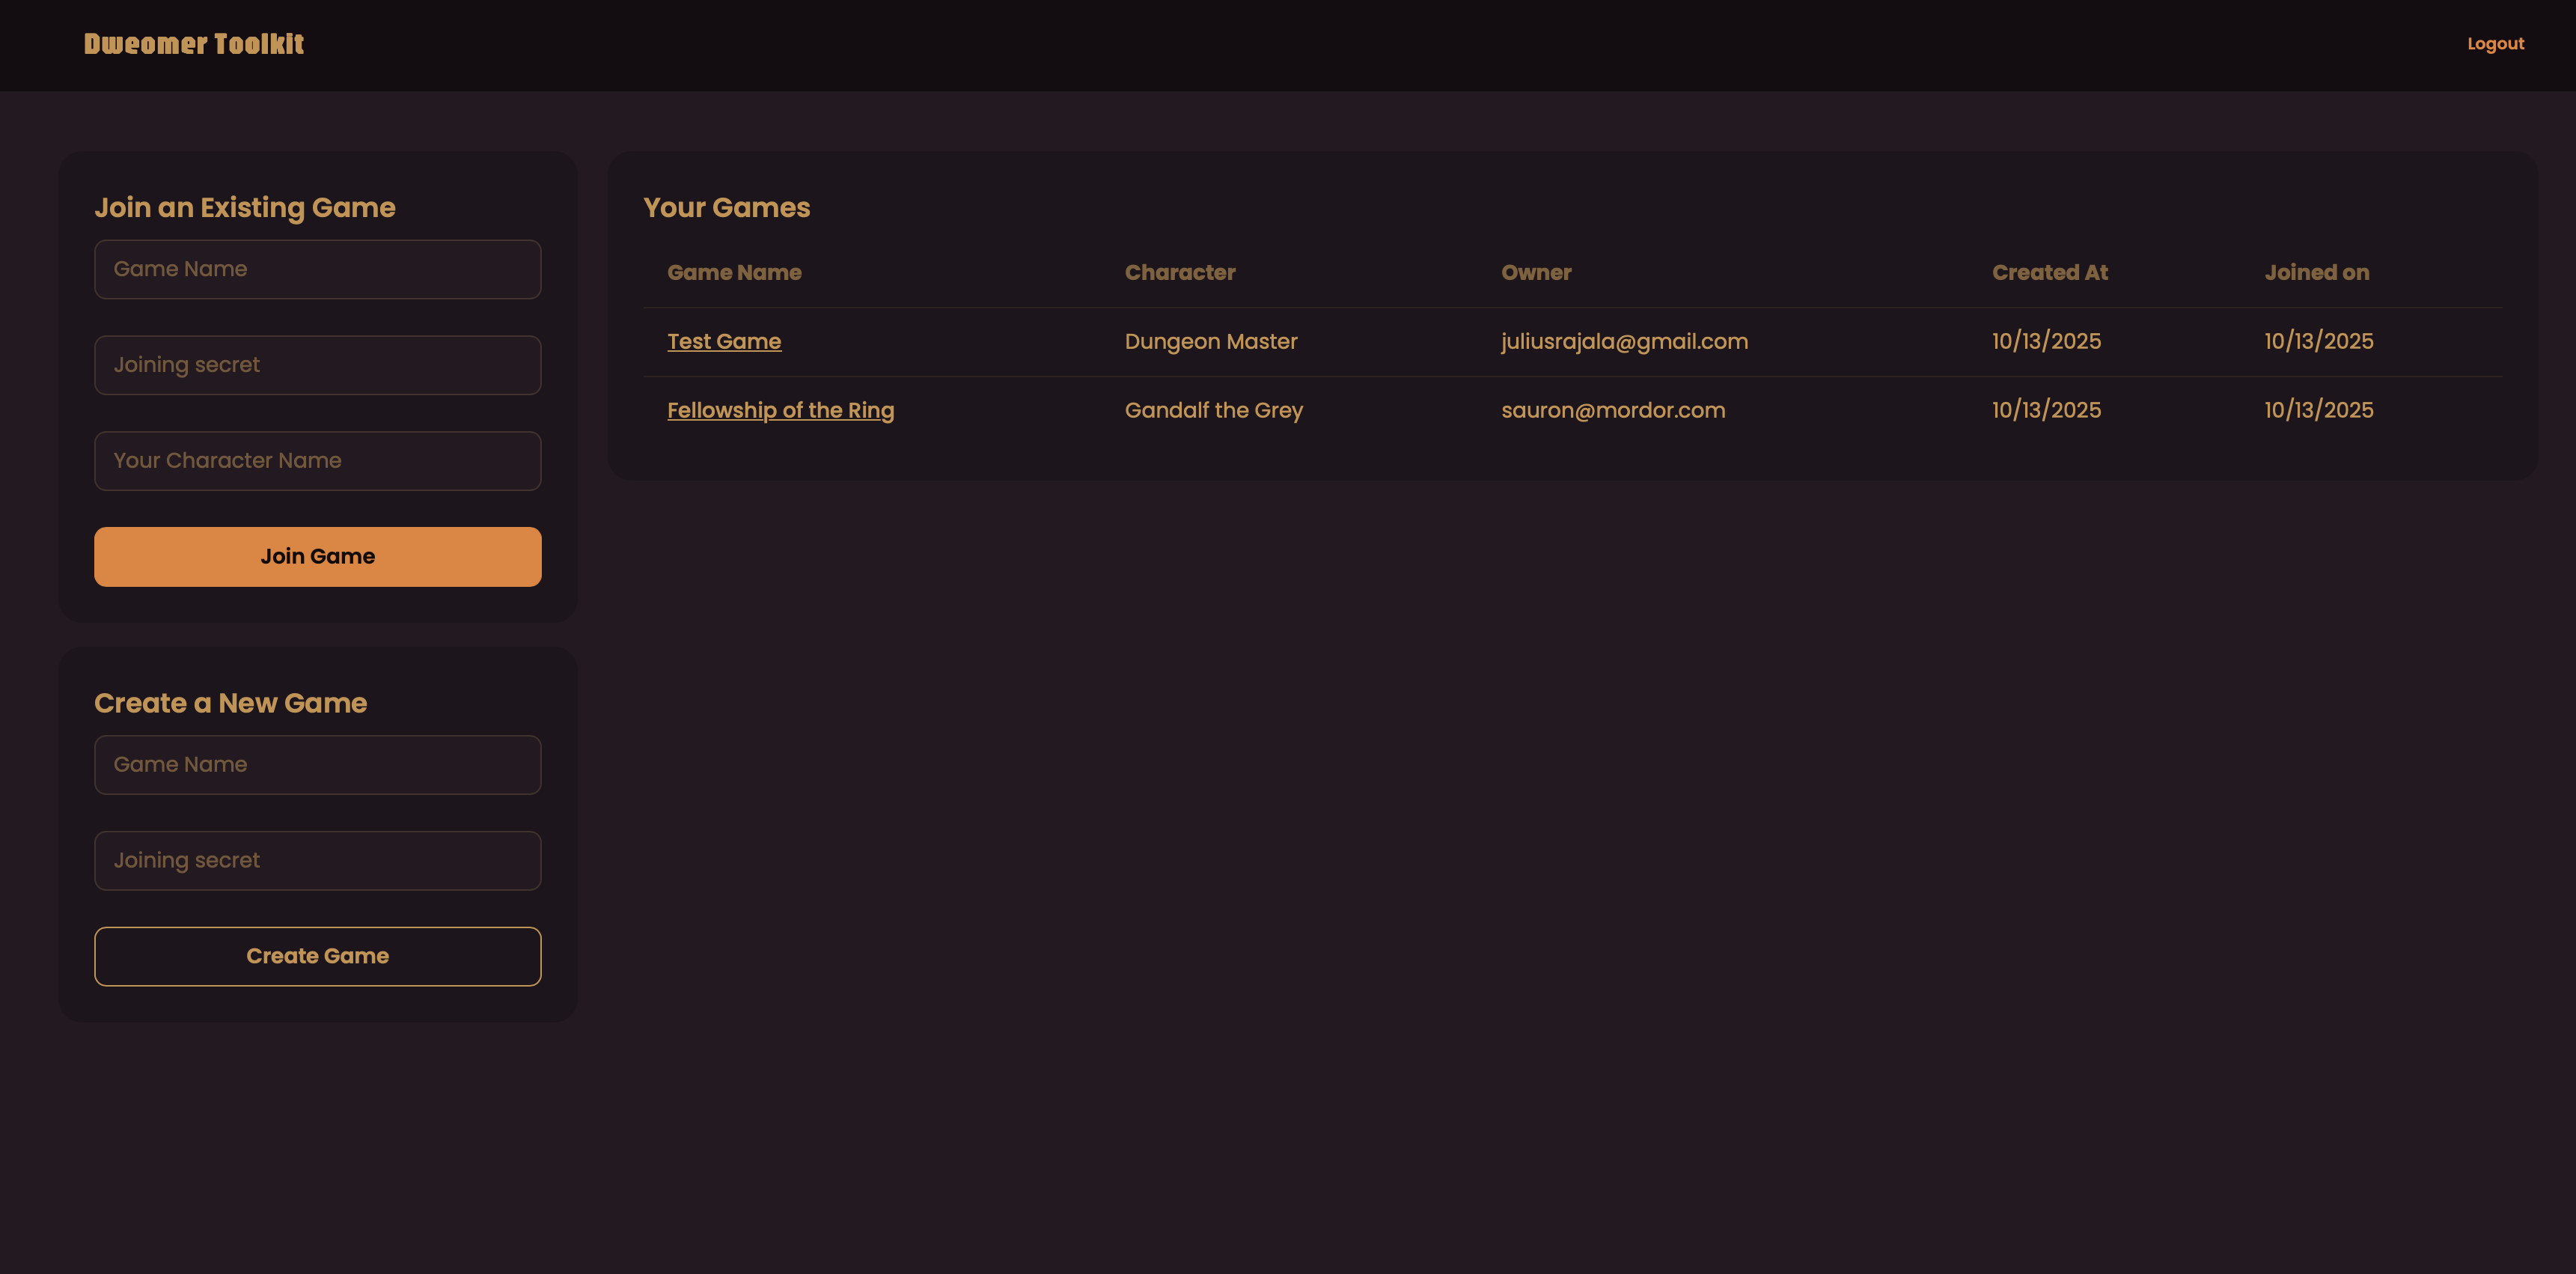 Dweomer Toolkit
Logout
Join an Existing Game
Game Name
Joining secret
Your Character Name
Join Game
Create a New Game
Game Name
Joining secret
Create Game
Your Games
Game Name Character Owner Created At Joined on
Test Game Dungeon Master juliusrajala@gmail.com 10/13/2025 10/13/2025
Fellowship of the Ring Gandalf the Grey sauron@mordor.com 10/13/2025 10/13/2025